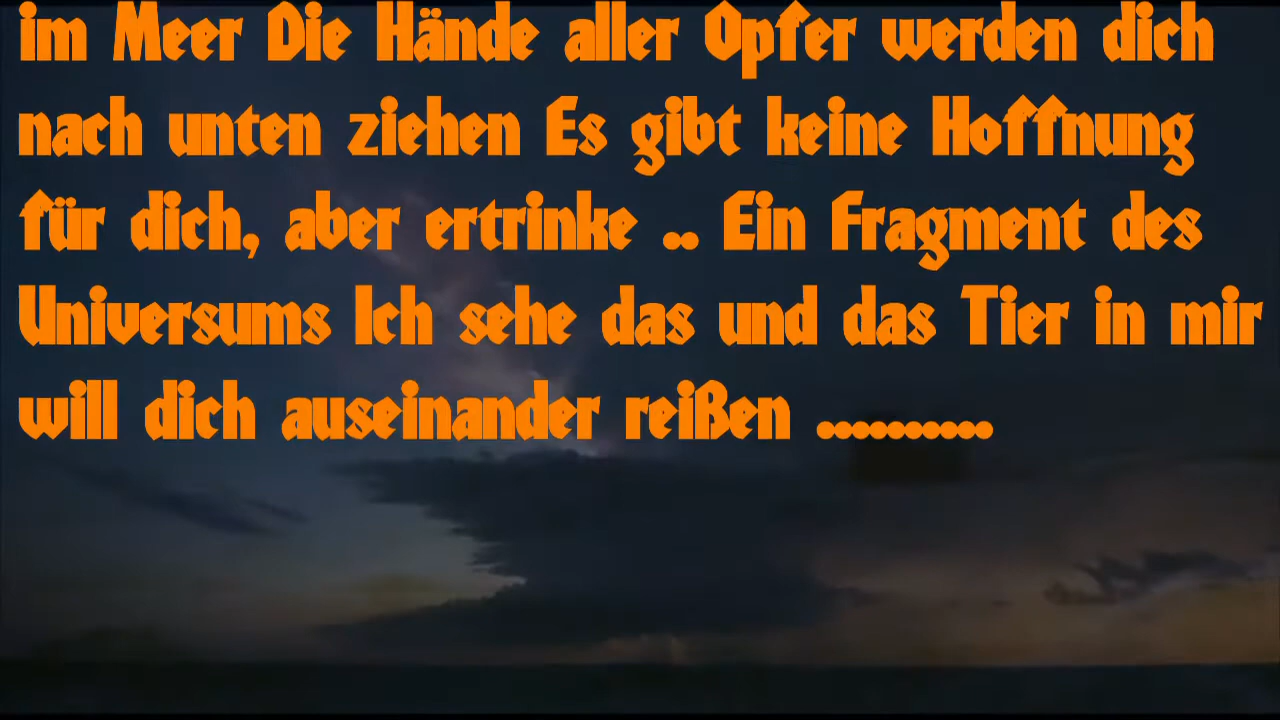 im Meer Die Hände aller Opfer werden dich
nach unten ziehen Es gibt keine Hoffnung
für dich, aber ertrinke .. Ein Fragment des
Universums Ich sehe das und das Tier in mir
will dich auseinander reißen ..........